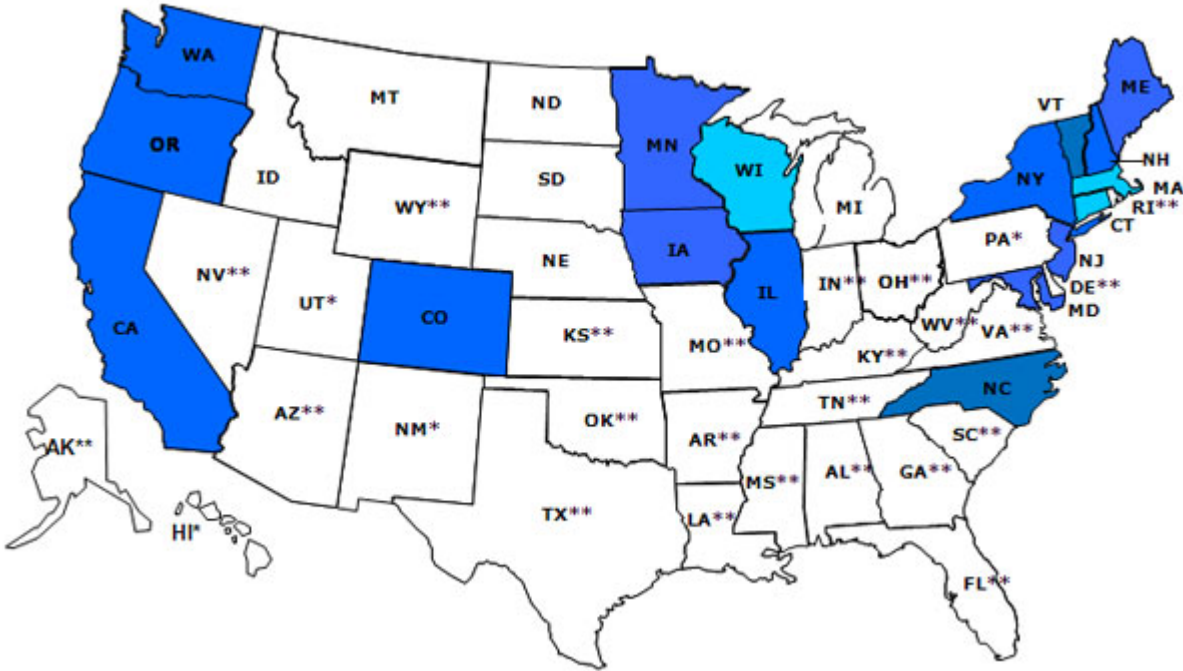 WA
ME
VT
MT
ND
MN
OR
NH
WI
NY
MA
ID
SD
RI**
WY**
MI
CT
PA*
IA
NE
NJ
NV**
IN**
OH**
DE**
UT*
IL
MD
CO
CA
WV**
VA**
KS**
MO**
KY**
NC
TN**
AZ**
OK**
NM*
SC**
AR**
AK**
MS**
AL**
GA**
TX**
LA**
HI*
FL**